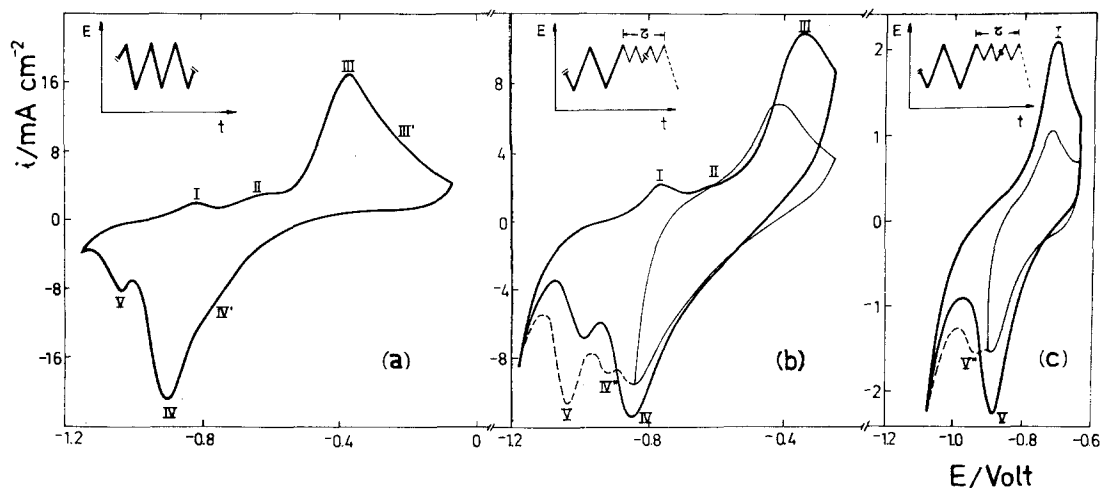 i/mA cm⁻²
E
t
16
8
0
-8
-16
I
II
III
III'
IV
IV'
V
(a)
-1.2
-0.8
-0.4
0
E
τ
t
8
4
0
-4
-8
I
II
III
V
IV"
IV
(b)
-1.2
-0.8
-0.4
E
τ
t
2
1
0
-1
-2
I
V"
V
(c)
-1.2
-1.0
-0.8
-0.6
E/Volt